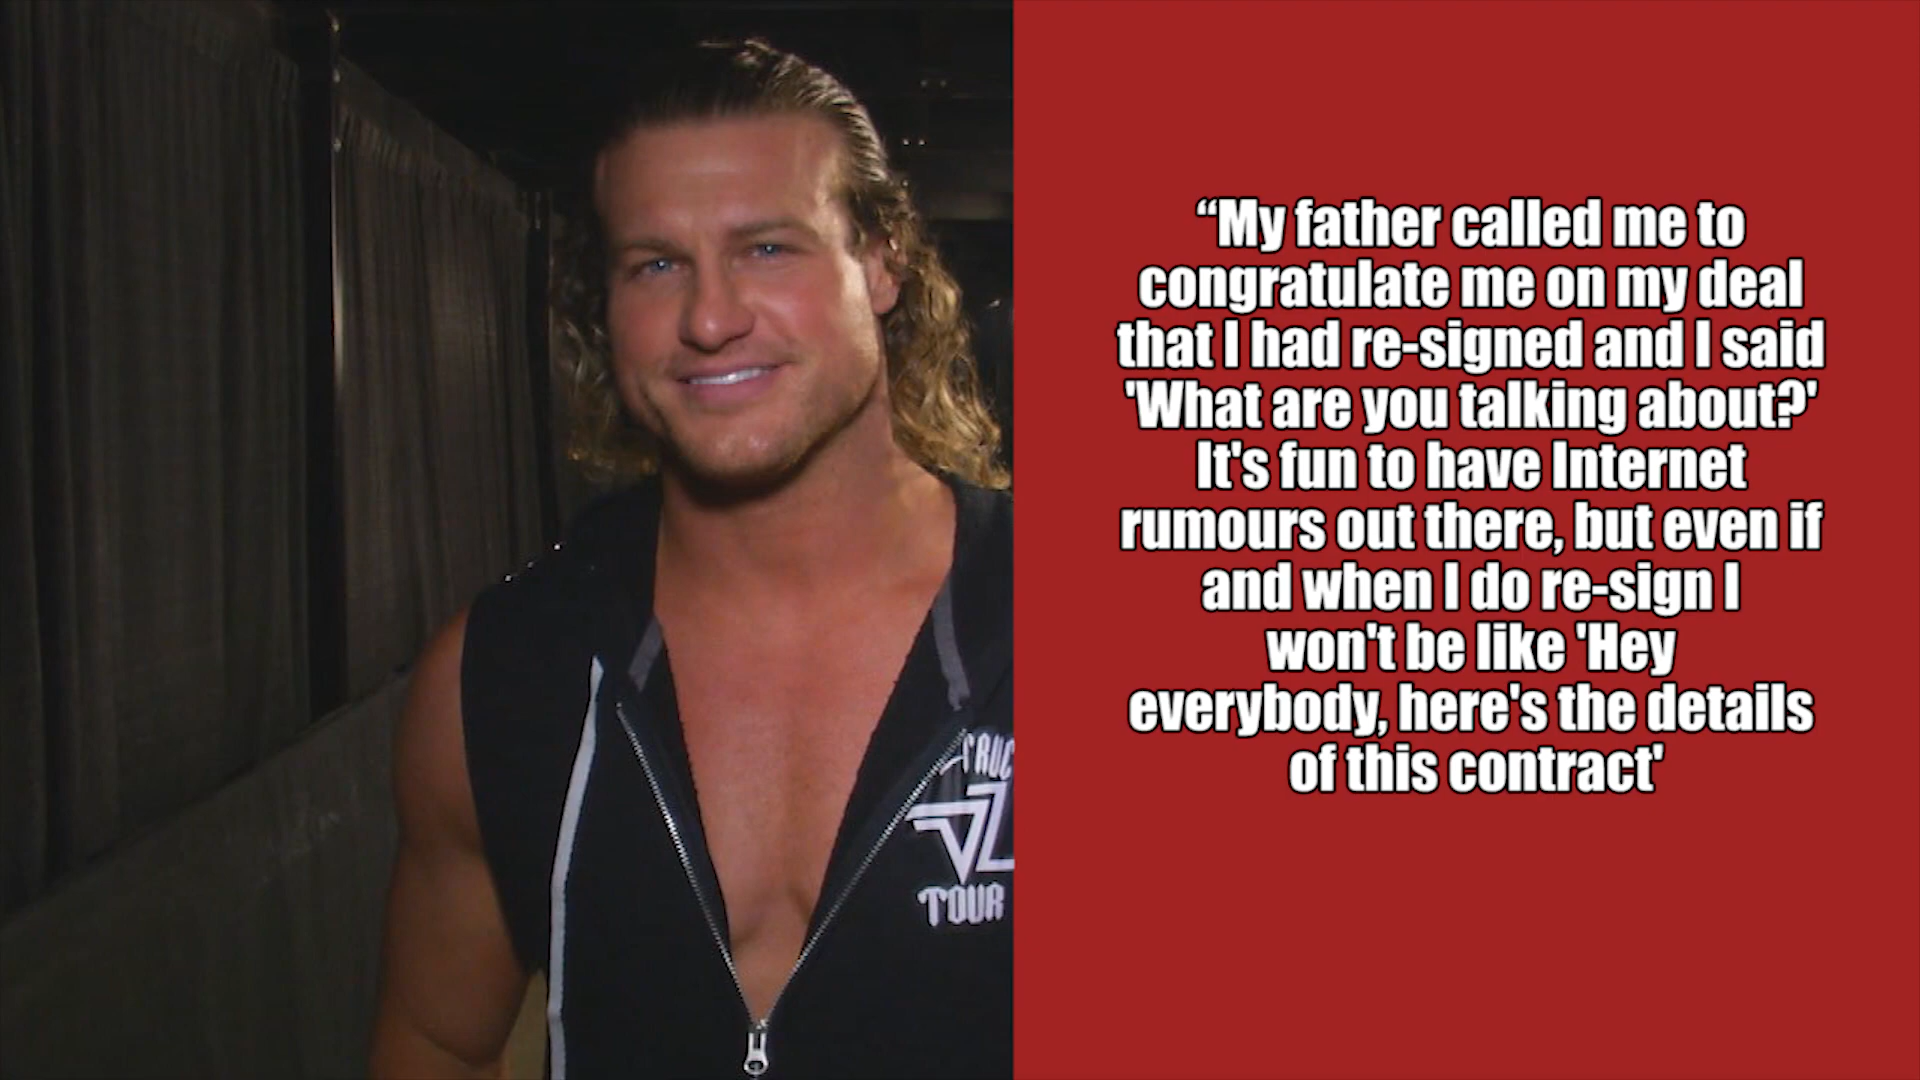 “My father called me to
congratulate me on my deal
that I had re-signed and I said
'What are you talking about?'
It's fun to have Internet
rumours out there, but even if
and when I do re-sign I
won't be like 'Hey
everybody, here's the details
of this contract'
TOUR